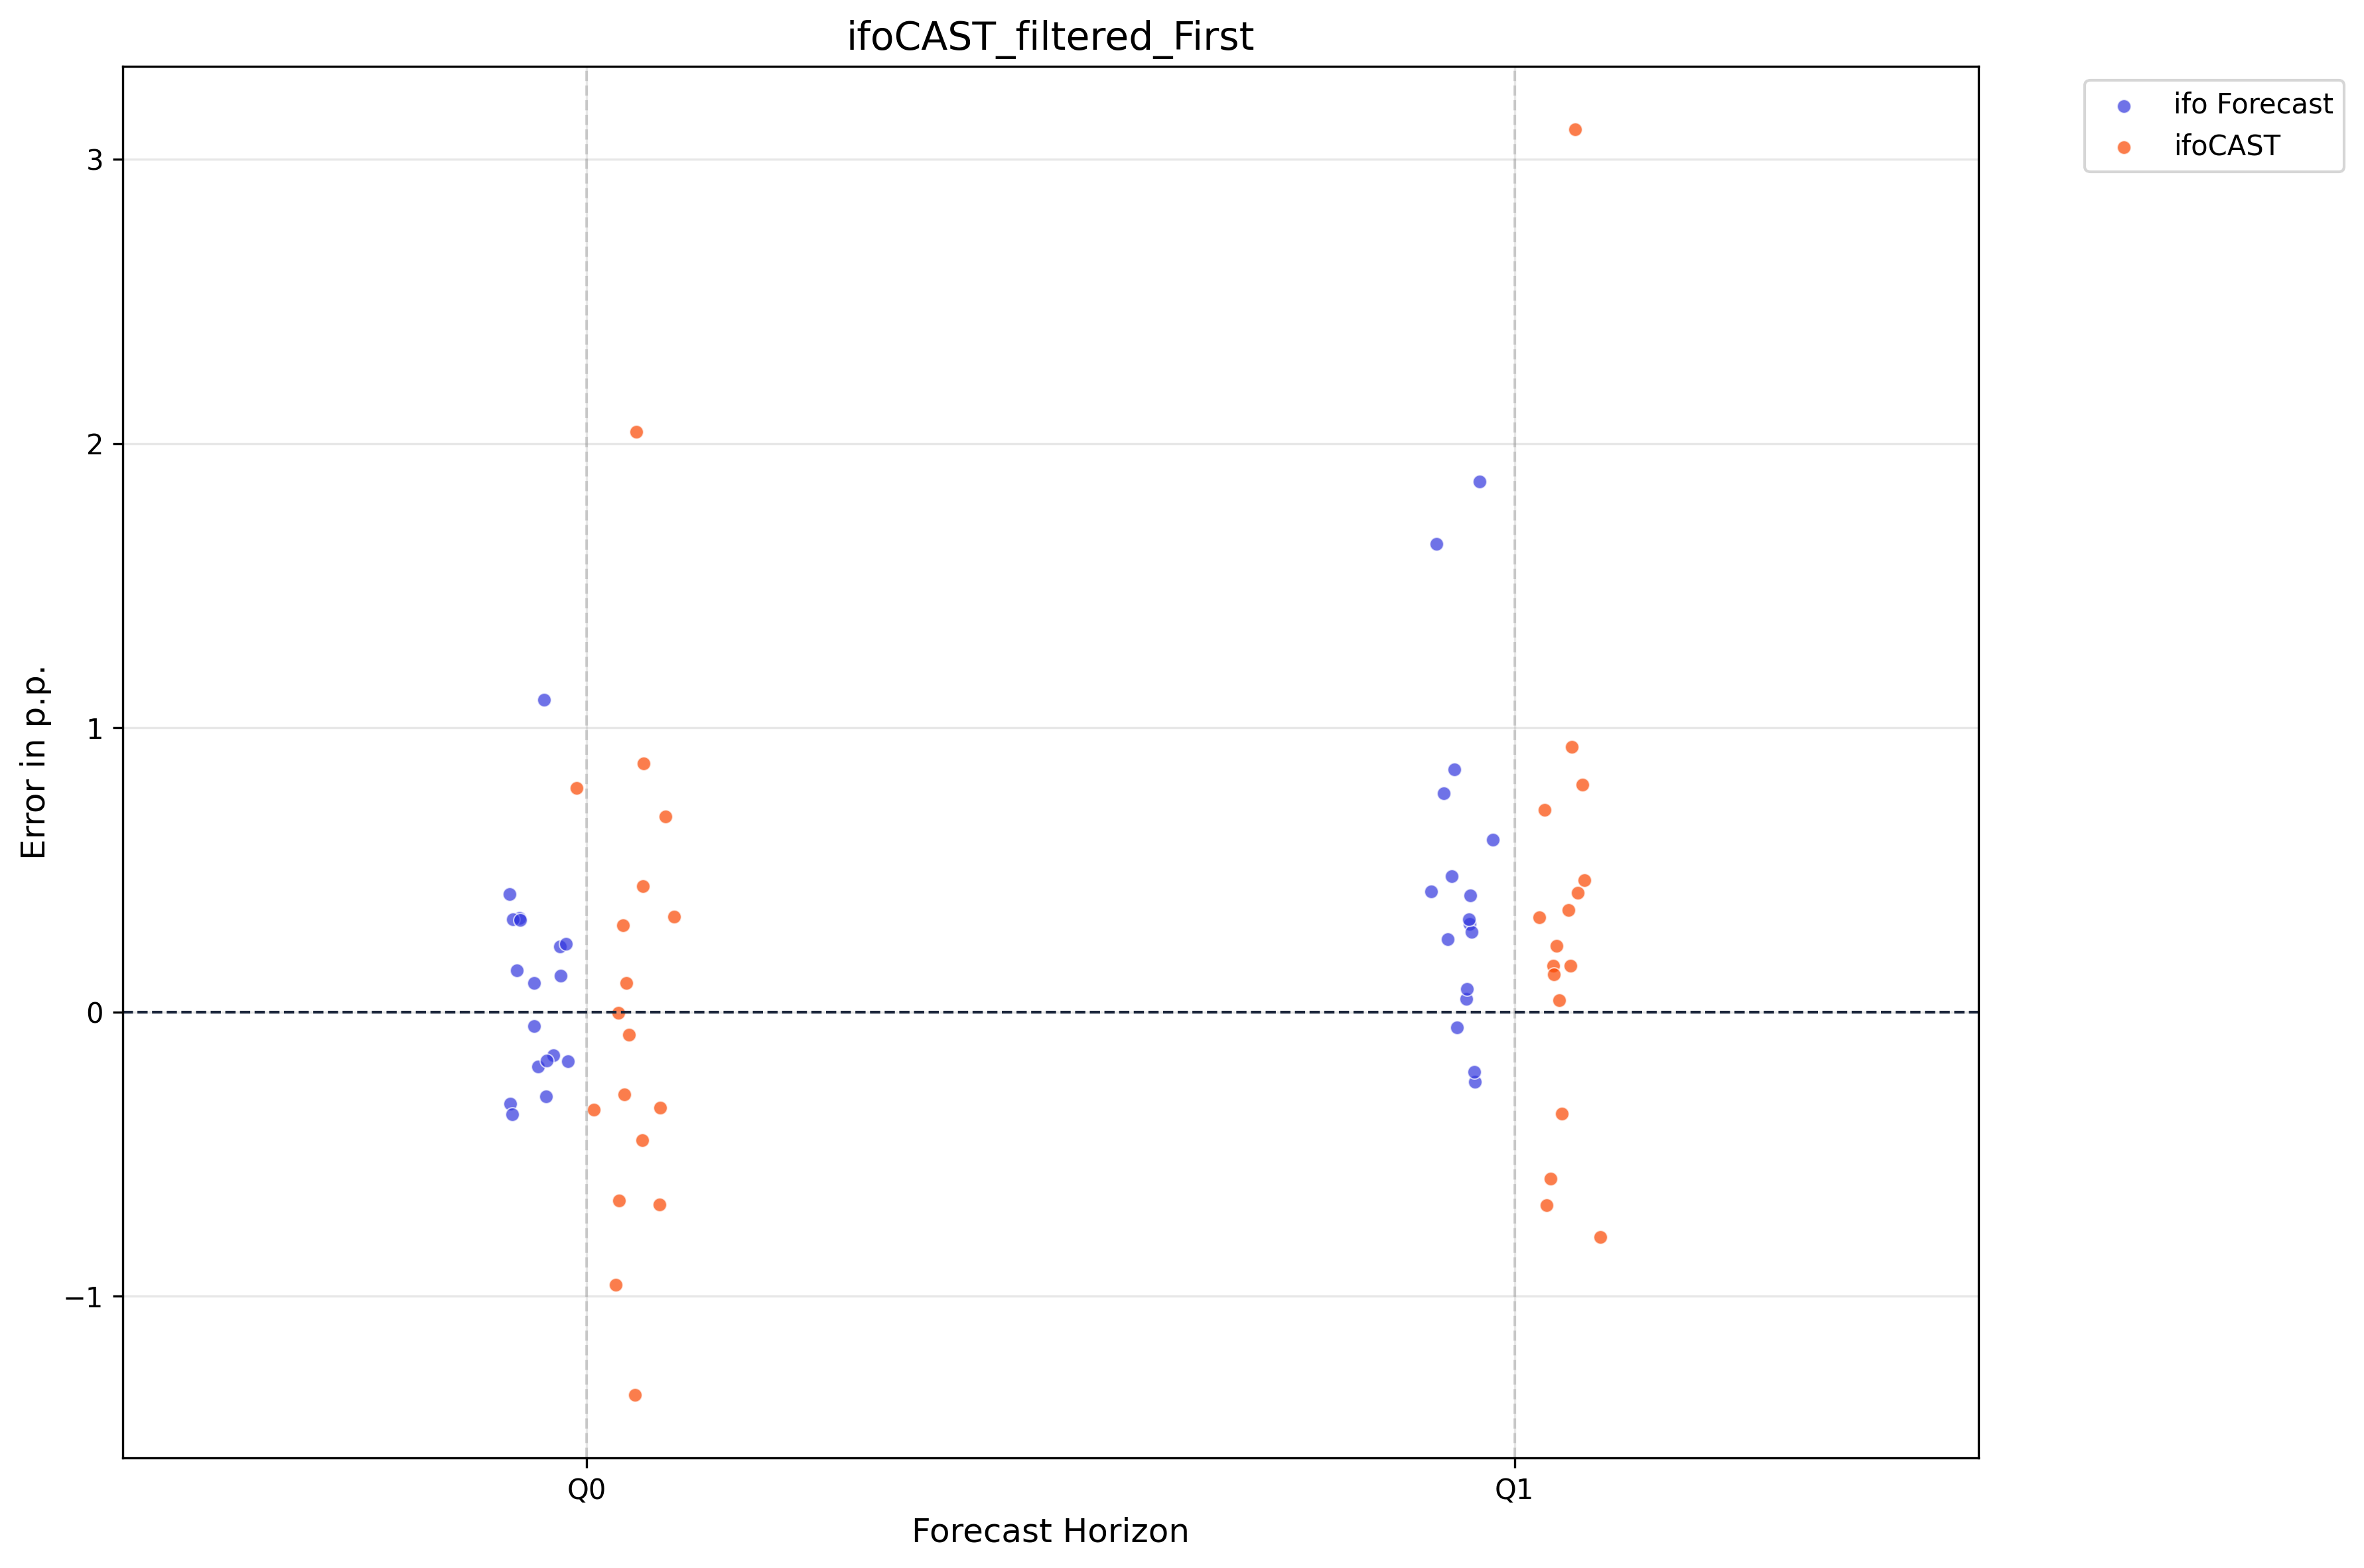 ifoCAST_filtered_First
ifo Forecast
ifoCAST
Error in p.p.
3
2
1
0
−1
Q0
Q1
Forecast Horizon